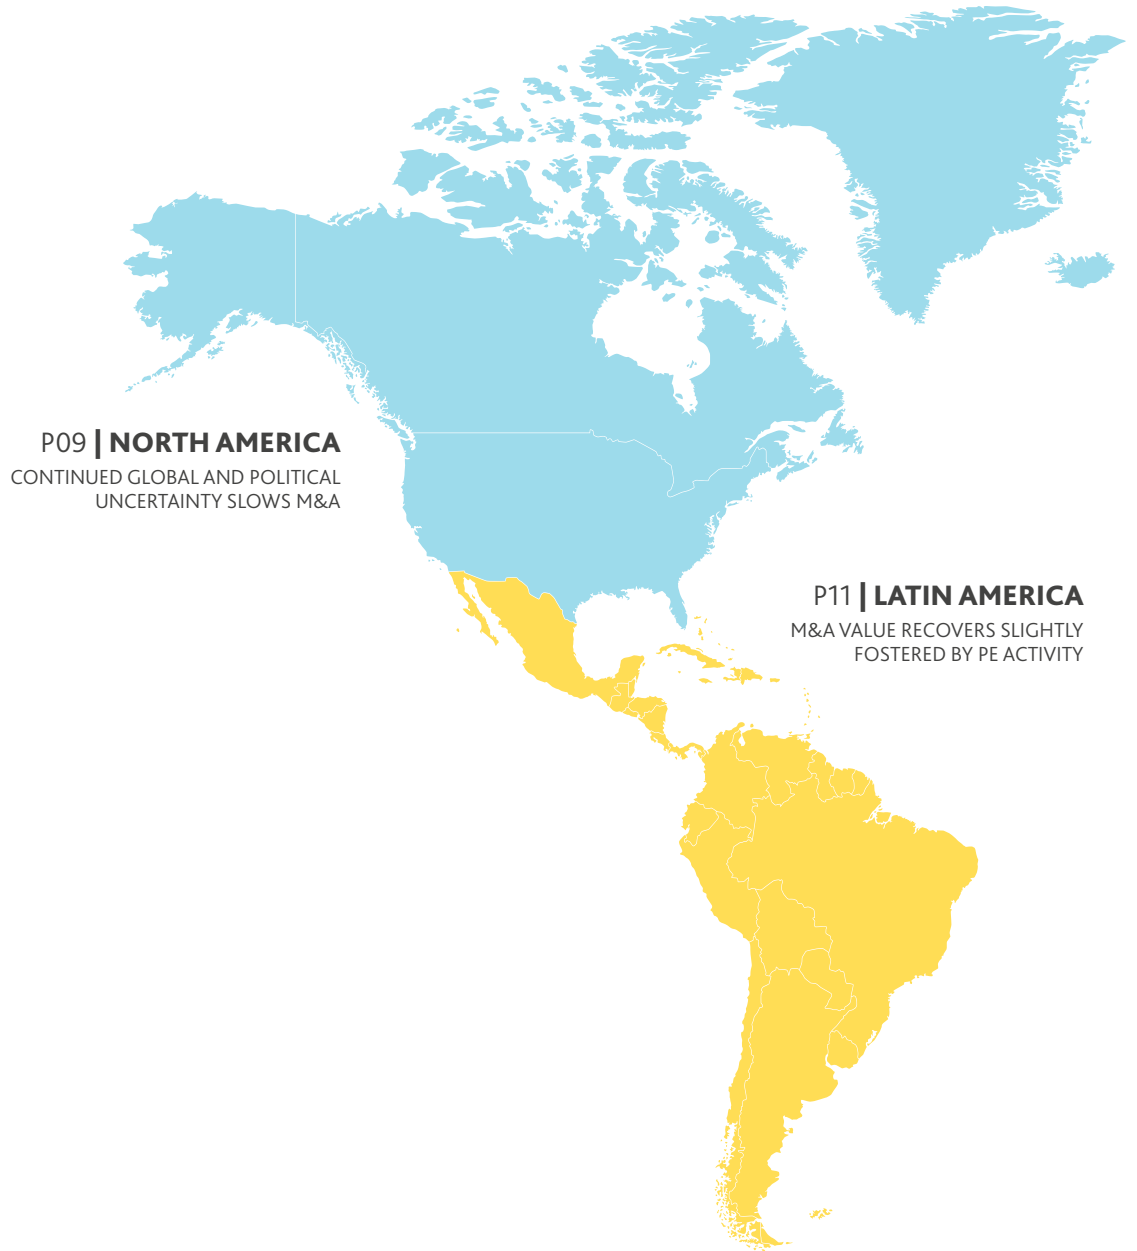 P09 | NORTH AMERICA
CONTINUED GLOBAL AND POLITICAL
UNCERTAINTY SLOWS M&A
P11 | LATIN AMERICA
M&A VALUE RECOVERS SLIGHTLY
FOSTERED BY PE ACTIVITY